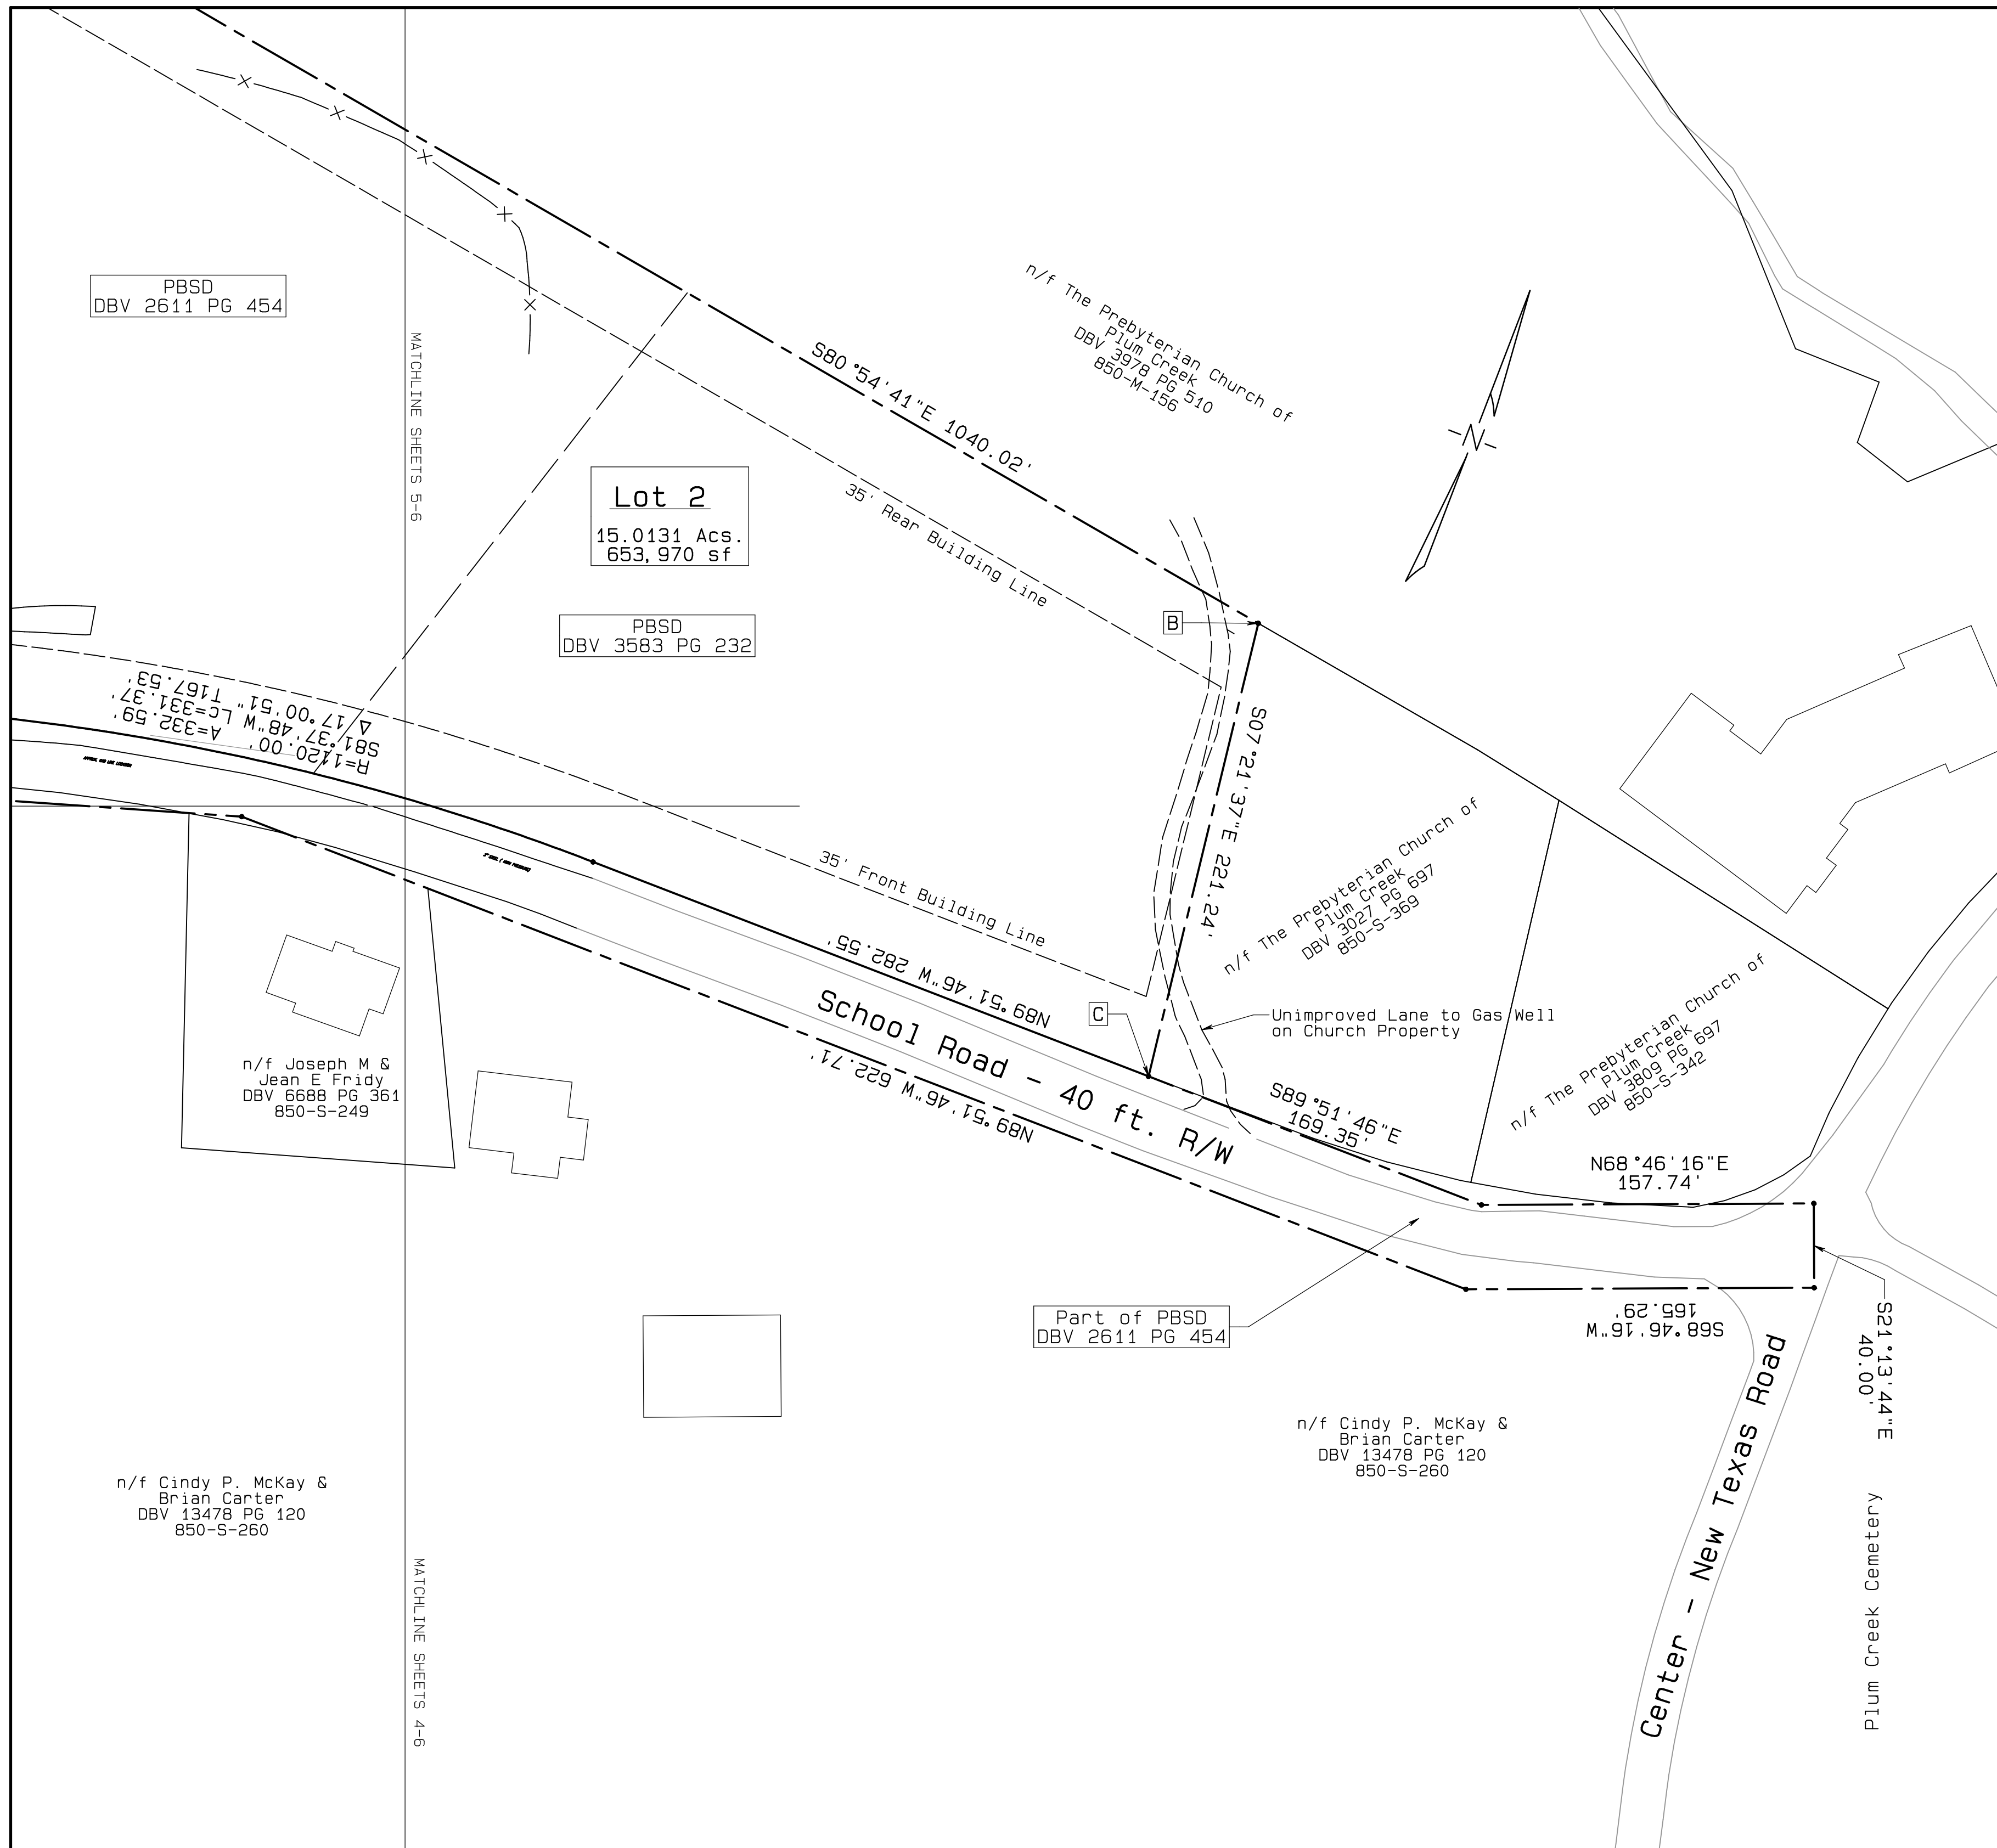 PBSD
DBV 2611 PG 454
MATCHLINE SHEETS 5-6
n/f The Prebyterian Church of
Plum Creek
DBV 3978 PG 510
850-M-156
S80°54'41"E 1040.02'
N
Lot 2
15.0131 Acs.
653,970 sf
35' Rear Building Line
PBSD
DBV 3583 PG 232
B
R=1120.00' A=332.59'
S81°37'48"W LC=331.37'
Δ 17°00'51" T167.53'
S07°21'37"E 221.24'
35' Front Building Line
n/f The Prebyterian Church of
Plum Creek
DBV 3027 PG 697
850-S-369
N89°51'46"W 282.55'
C
Unimproved Lane to Gas Well
on Church Property
n/f The Prebyterian Church of
Plum Creek
DBV 3809 PG 697
850-S-342
School Road - 40 ft. R/W
N89°51'46"W 622.71'
S89°51'46"E
169.35'
n/f Joseph M &
Jean E Fridy
DBV 6688 PG 361
850-S-249
N68°46'16"E
157.74'
Part of PBSD
DBV 2611 PG 454
S68°46'16"W
165.29'
S21°13'44"E
40.00'
Center - New Texas Road
n/f Cindy P. McKay &
Brian Carter
DBV 13478 PG 120
850-S-260
n/f Cindy P. McKay &
Brian Carter
DBV 13478 PG 120
850-S-260
Plum Creek Cemetery
MATCHLINE SHEETS 4-6